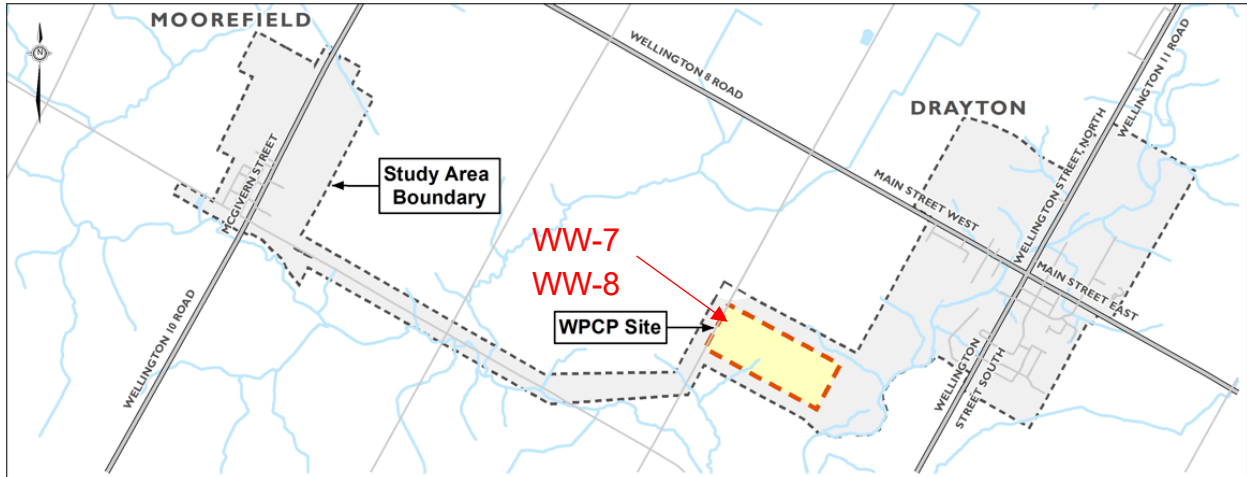 MOOREFIELD
N
WELLINGTON 8 ROAD
WELLINGTON 11 ROAD
DRAYTON
WELLINGTON STREET NORTH
MCGIVERN STREET
Study Area
Boundary
MAIN STREET WEST
WW-7
WW-8
MAIN STREET EAST
WPCP Site
WELLINGTON 10 ROAD
WELLINGTON
STREET SOUTH